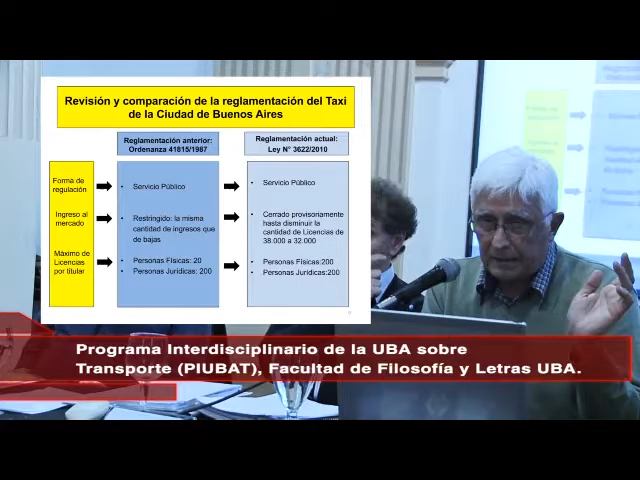 Revisión y comparación de la reglamentación del Taxi
de la Ciudad de Buenos Aires
Reglamentación anterior:
Ordenanza 41815/1987
Reglamentación actual:
Ley N° 3622/2010
Forma de
regulación
• Servicio Público
• Servicio Público
Ingreso al
mercado
• Restringido: la misma
cantidad de ingresos que
de bajas
• Cerrado provisoriamente
hasta disminuir la
cantidad de Licencias de
38.000 a 32.000
Máximo de
Licencias
por titular
• Personas Físicas: 20
• Personas Jurídicas: 200
• Personas Físicas:200
• Personas Jurídicas:200
Programa Interdisciplinario de la UBA sobre
Transporte (PIUBAT), Facultad de Filosofía y Letras UBA.